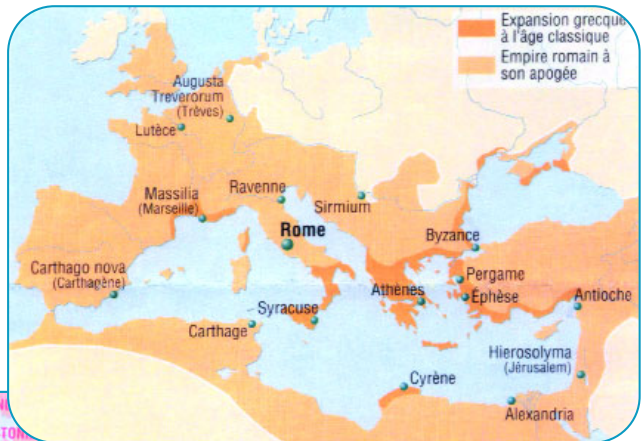 Expansion grecque
à l'âge classique
Empire romain à
son apogée
Augusta
Treverorum
(Trèves)
Lutèce
Massilia
(Marseille)
Ravenne
Sirmium
Rome
Byzance
Carthago nova
(Carthagène)
Pergame
Athènes
Éphèse
Antioche
Syracuse
Carthage
Hierosolyma
(Jérusalem)
Cyrène
Alexandria